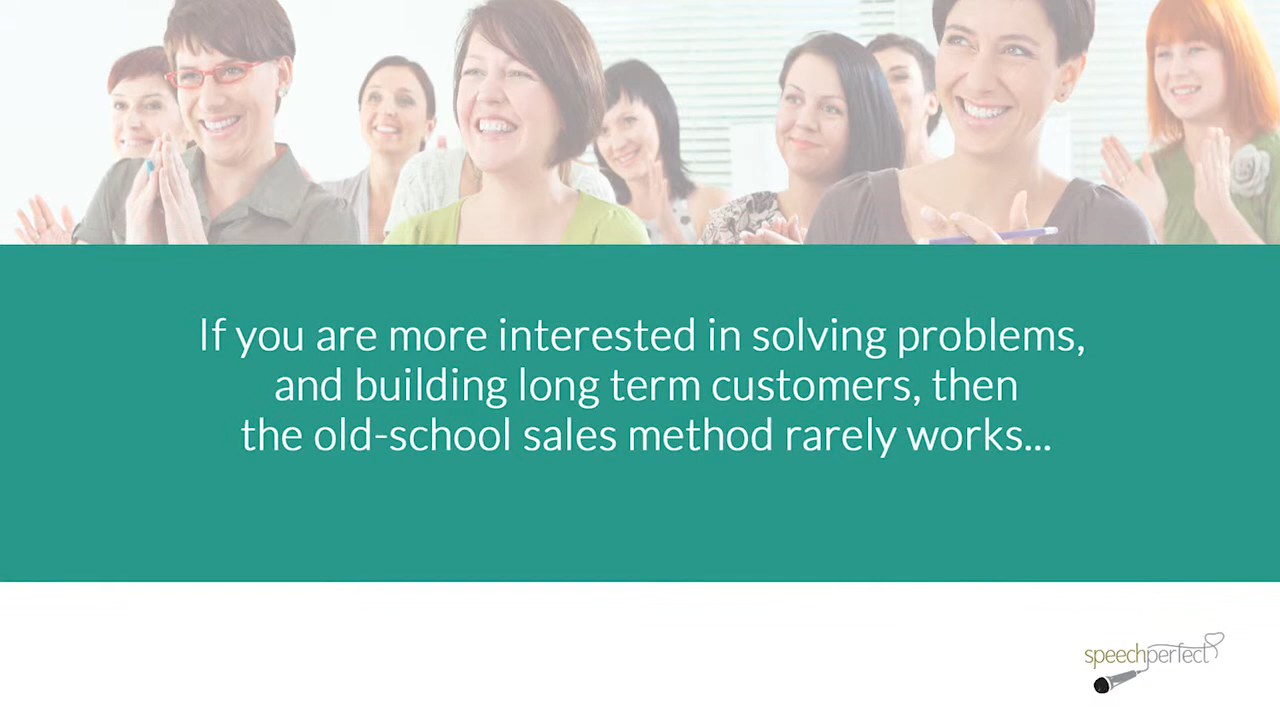 If you are more interested in solving problems,
and building long term customers, then
the old-school sales method rarely works...
speechperfect